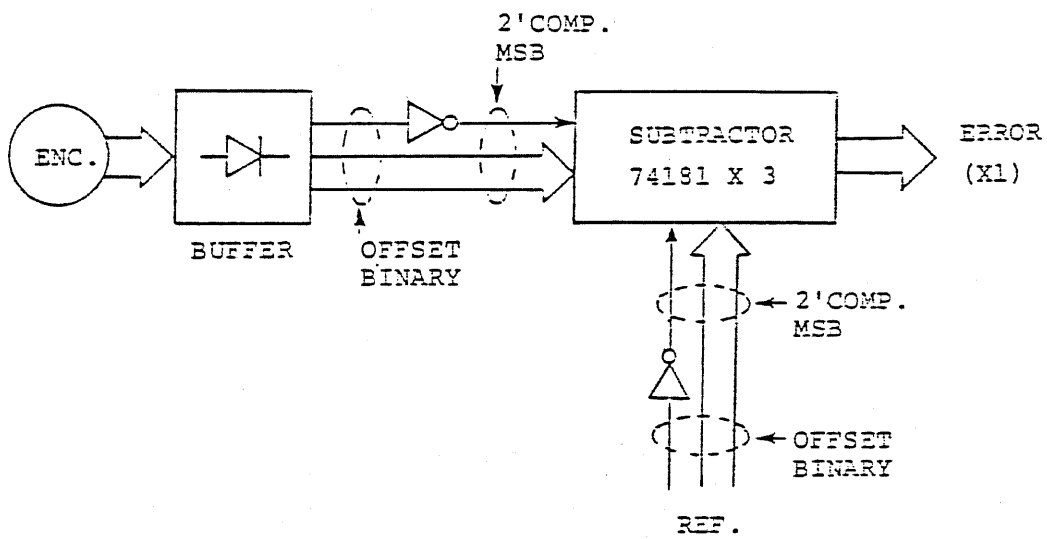 2'COMP.
MSB
ENC.
BUFFER
OFFSET
BINARY
SUBTRACTOR
74181 X 3
ERROR
(X1)
2'COMP.
MSB
OFFSET
BINARY
REF.